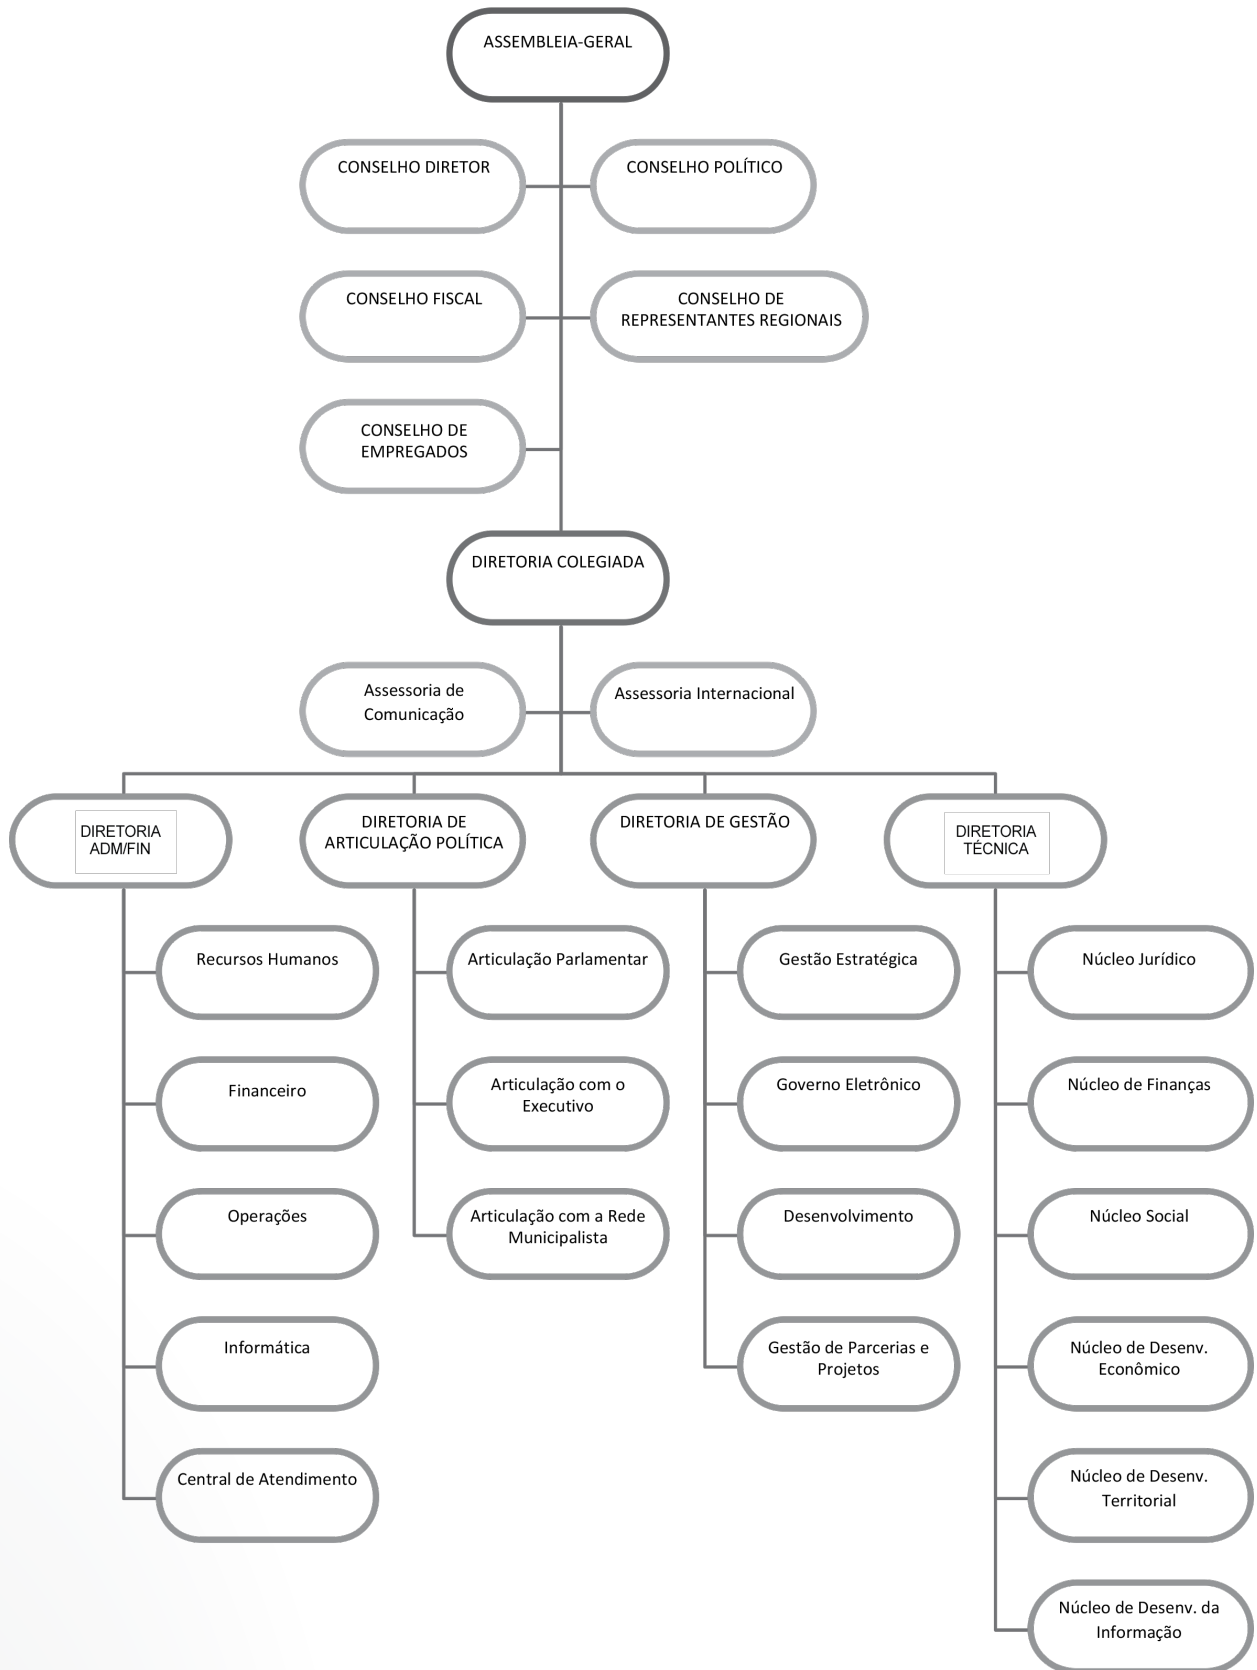 ASSEMBLEIA-GERAL
CONSELHO DIRETOR
CONSELHO POLÍTICO
CONSELHO FISCAL
CONSELHO DE
REPRESENTANTES REGIONAIS
CONSELHO DE
EMPREGADOS
DIRETORIA COLEGIADA
Assessoria de
Comunicação
Assessoria Internacional
DIRETORIA
ADM/FIN
DIRETORIA DE
ARTICULAÇÃO POLÍTICA
DIRETORIA DE GESTÃO
DIRETORIA
TÉCNICA
Recursos Humanos
Financeiro
Operações
Informática
Central de Atendimento
Articulação Parlamentar
Articulação com o
Executivo
Articulação com a Rede
Municipalista
Gestão Estratégica
Governo Eletrônico
Desenvolvimento
Gestão de Parcerias e
Projetos
Núcleo Jurídico
Núcleo de Finanças
Núcleo Social
Núcleo de Desenv.
Econômico
Núcleo de Desenv.
Territorial
Núcleo de Desenv. da
Informação